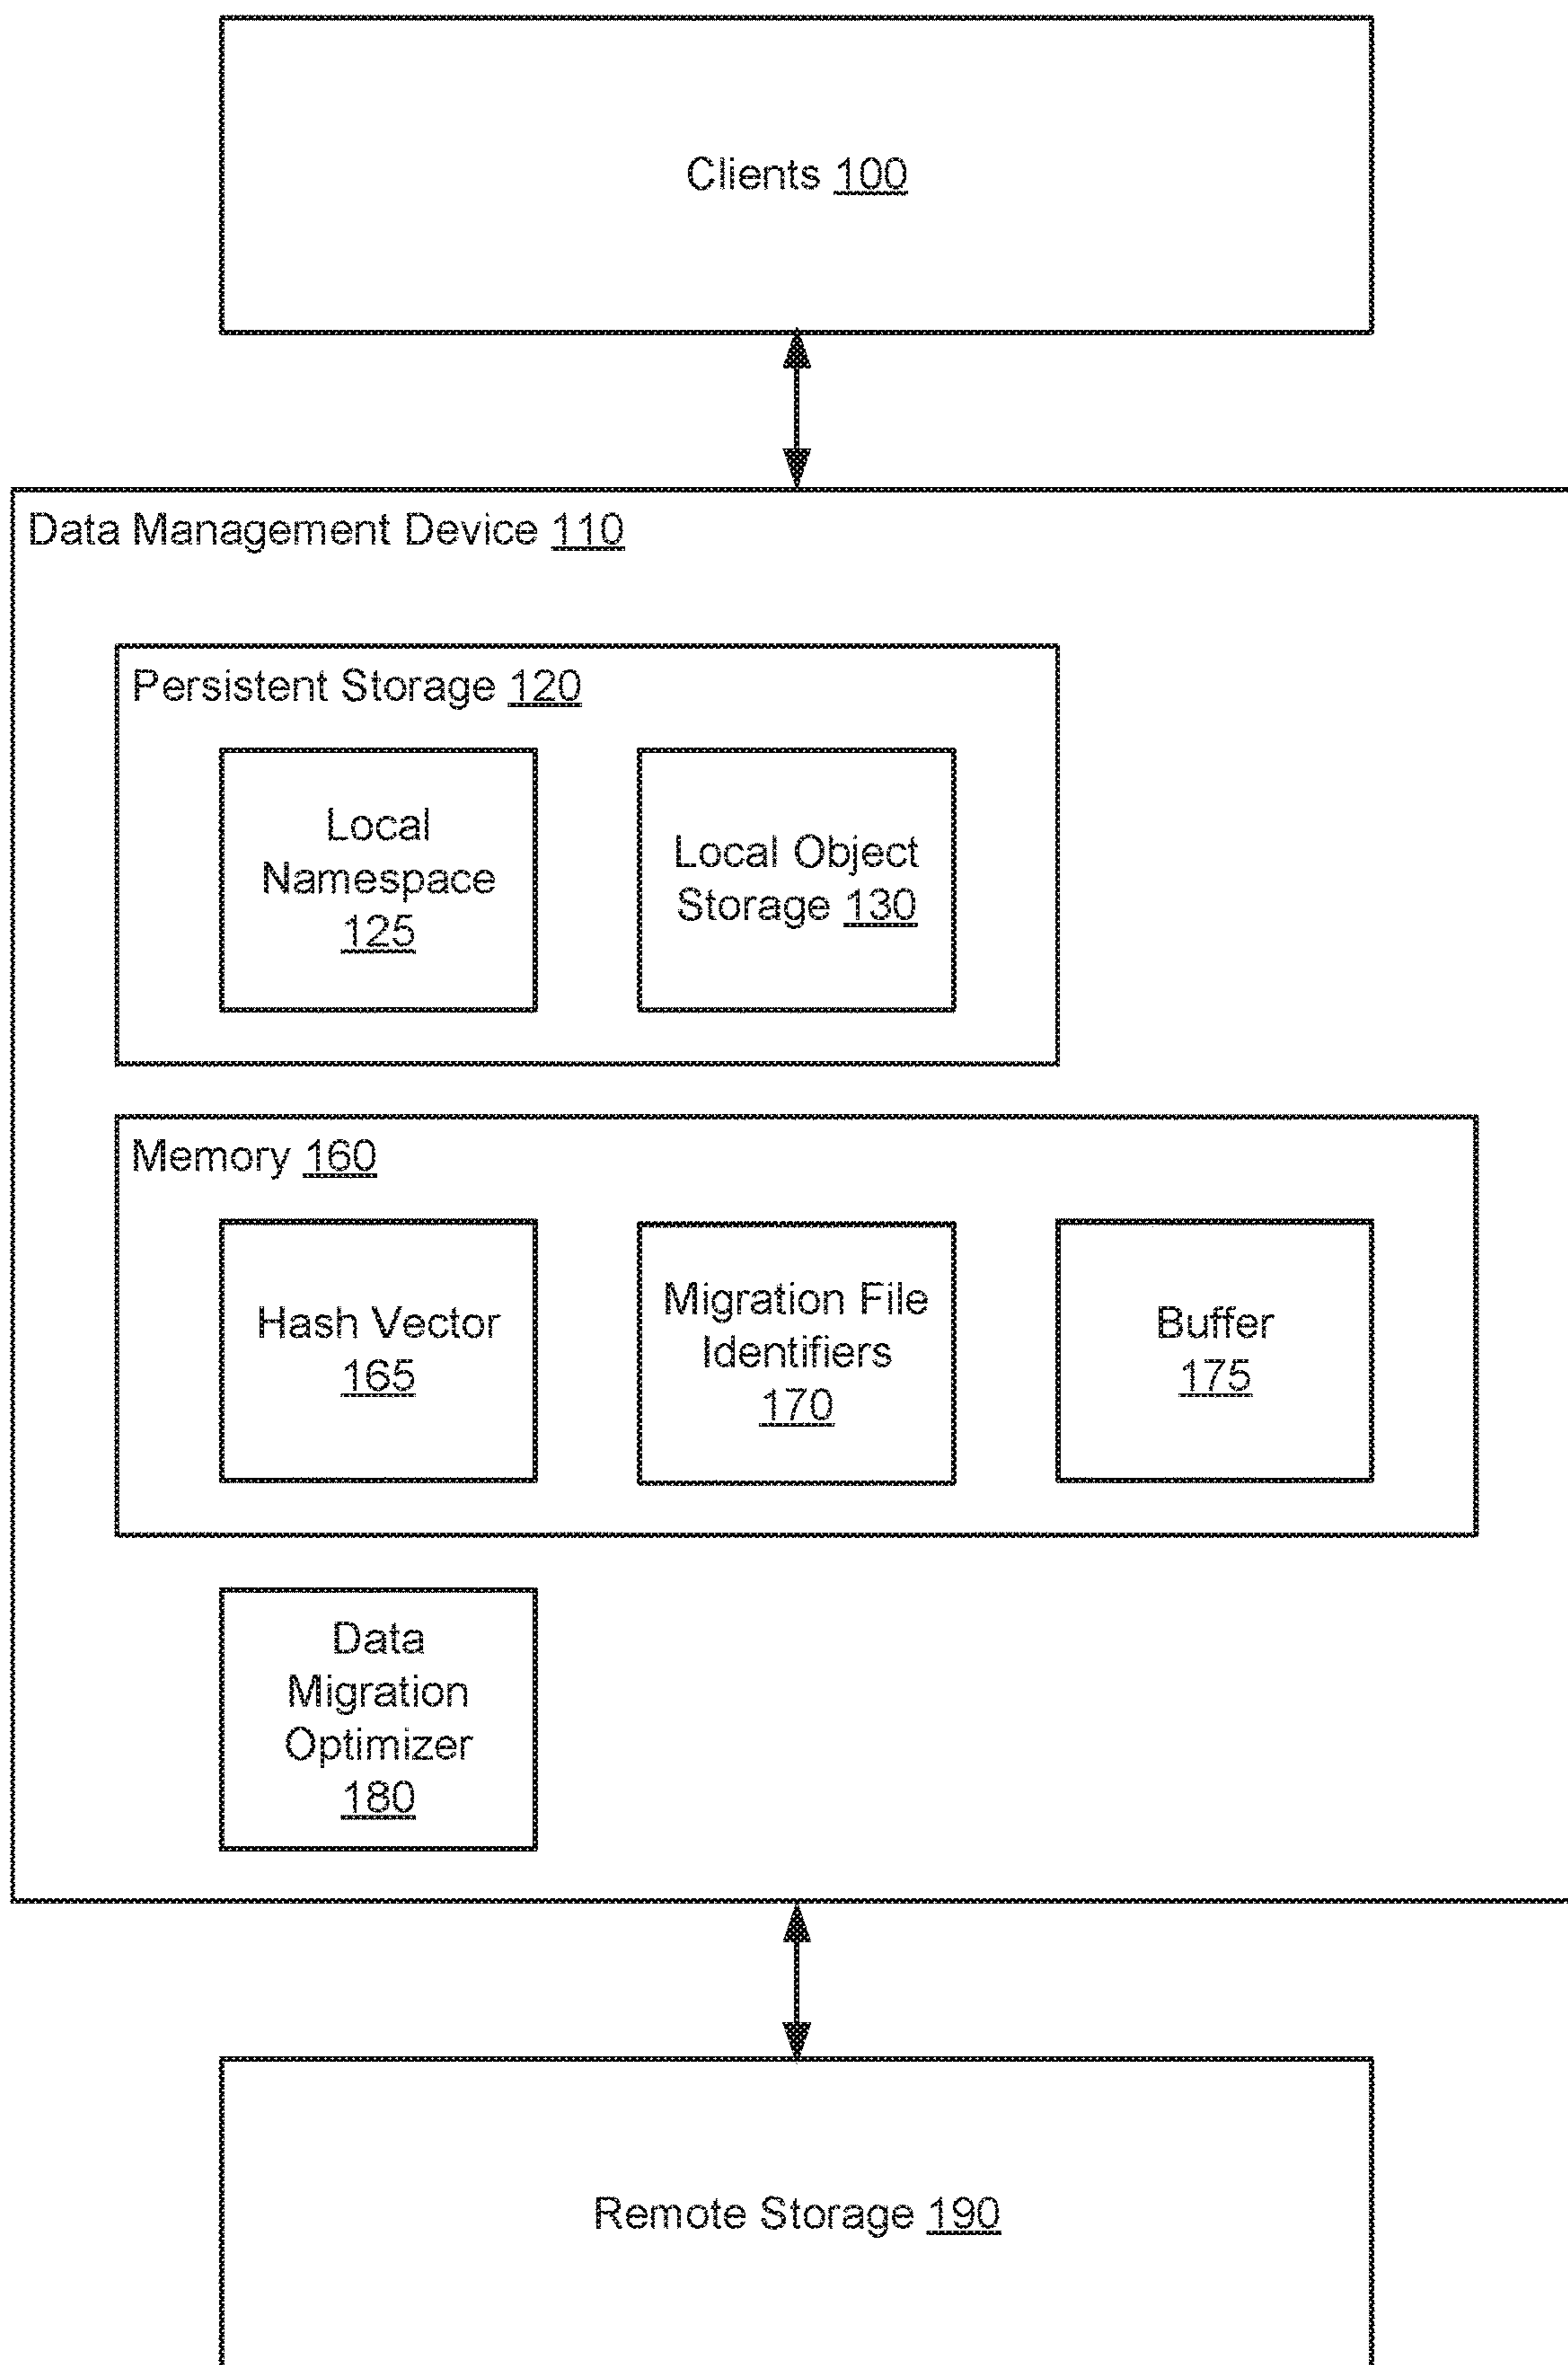 Clients 100
Data Management Device 110
Persistent Storage 120
Local
Namespace
125
Local Object
Storage 130
Memory 160
Hash Vector
165
Migration File
Identifiers
170
Buffer
175
Data
Migration
Optimizer
180
Remote Storage 190